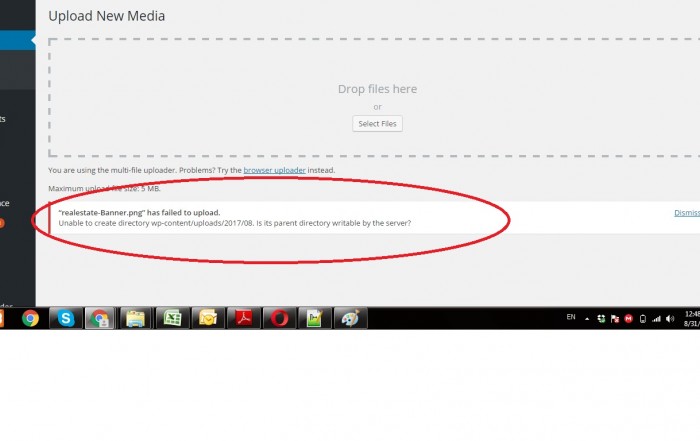 Upload New Media
Drop files here
or
Select Files
You are using the multi-file uploader. Problems? Try the browser uploader instead.
Maximum upload file size: 5 MB.
"realestate-Banner.png" has failed to upload.
Dismiss
Unable to create directory wp-content/uploads/2017/08. Is its parent directory writable by the server?
EN
12:48
8/31/